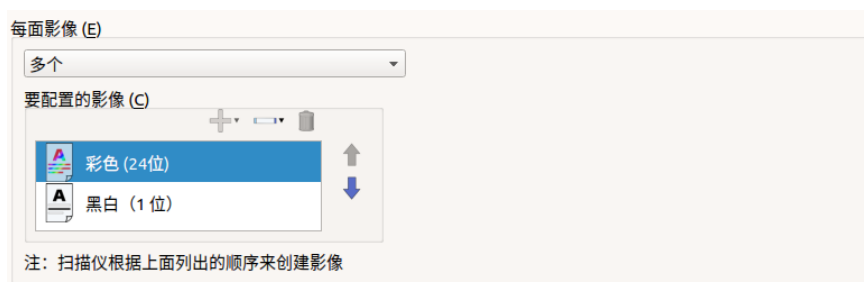 每面影像 (E)
多个
要配置的影像 (C)
彩色 (24位)
黑白（1 位）
注：扫描仪根据上面列出的顺序来创建影像